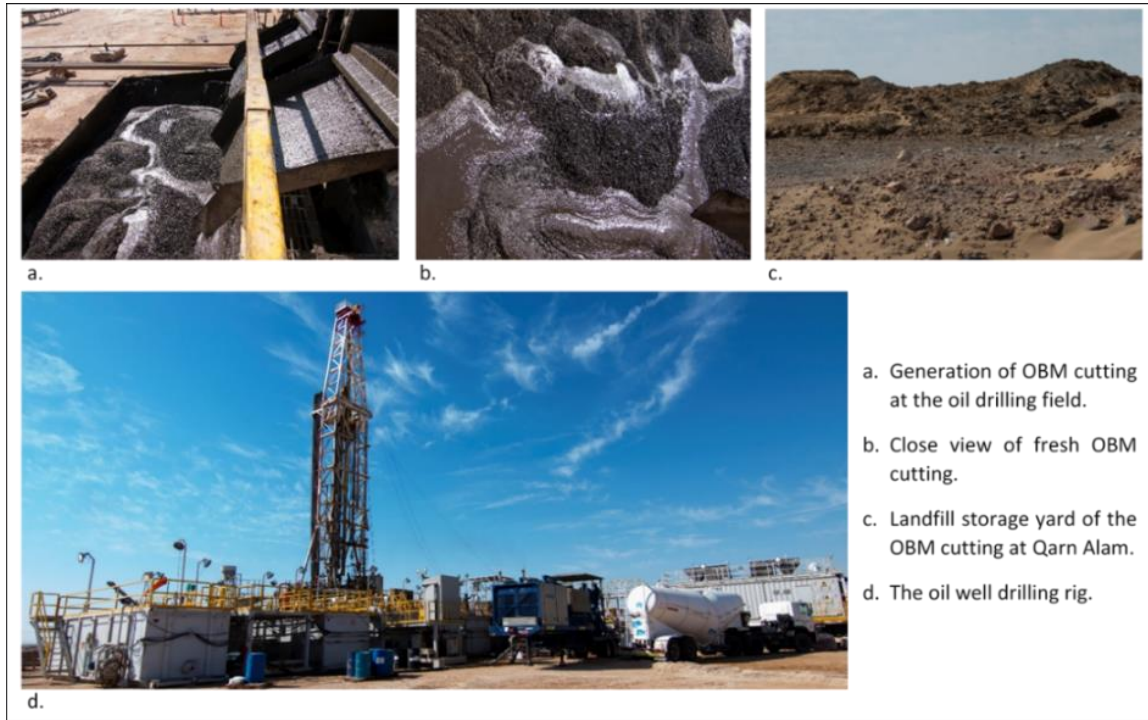 a.
b.
c.
a. Generation of OBM cutting
at the oil drilling field.
b. Close view of fresh OBM
cutting.
c. Landfill storage yard of the
OBM cutting at Qarn Alam.
d. The oil well drilling rig.
d.